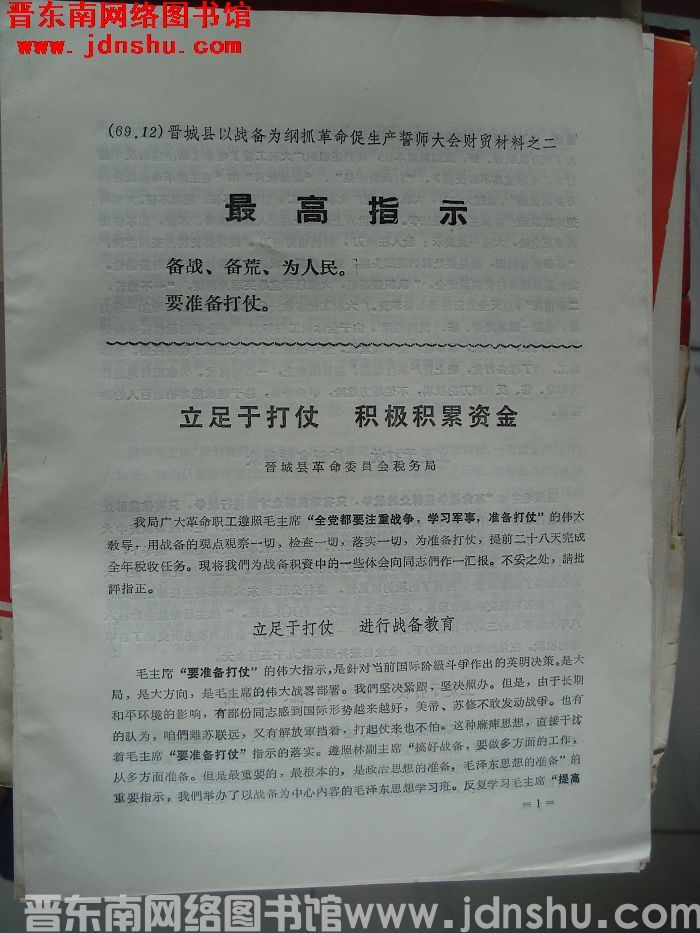 晋东南网络图书馆
www.jdnshu.com
(69.12)晋城县以战备为纲抓革命促生产誓师大会财贸材料之二
最高指示
备战、备荒、为人民。
要准备打仗。
立足于打仗 积极积累资金
晉城县革命委員会税务局
我局广大革命职工遵照毛主席“全党都要注重战争，学习军事，准备打仗”的伟大
教导，用战备的观点观察一切，检查一切，落实一切，为准备打仗，提前二十八天完成
全年税收任务。現将我們为战备积資中的一些体会向同志們作一汇报。不妥之处，請批
評指正。
立足于打仗 进行战备教育
毛主席“要准备打仗”的伟大指示，是針对当前国际阶級斗爭作出的英明决策。是大
局，是大方向，是毛主席的伟大战畧部署。我們坚决紧跟，坚决照办。但是，由于长期
和平环境的影响，有部份同志感到国际形势越来越好，美帝、苏修不敢发动战爭。也有
的訧为，咱們離苏联远，又有解放軍挡着，打起仗来也不怕。这种麻痺思想，直接干扰
着毛主席“要准备打仗”指示的落实。遵照林副主席“搞好战备，要做多方面的工作，
从多方面准备。但是最重要的，最根本的，是政治思想的准备，毛泽东思想的准备”的
重要指示，我們举办了以战备为中心内容的毛泽东思想学习班。反复学习毛主席“提高
＝1＝
晋东南网络图书馆www.jdnshu.com